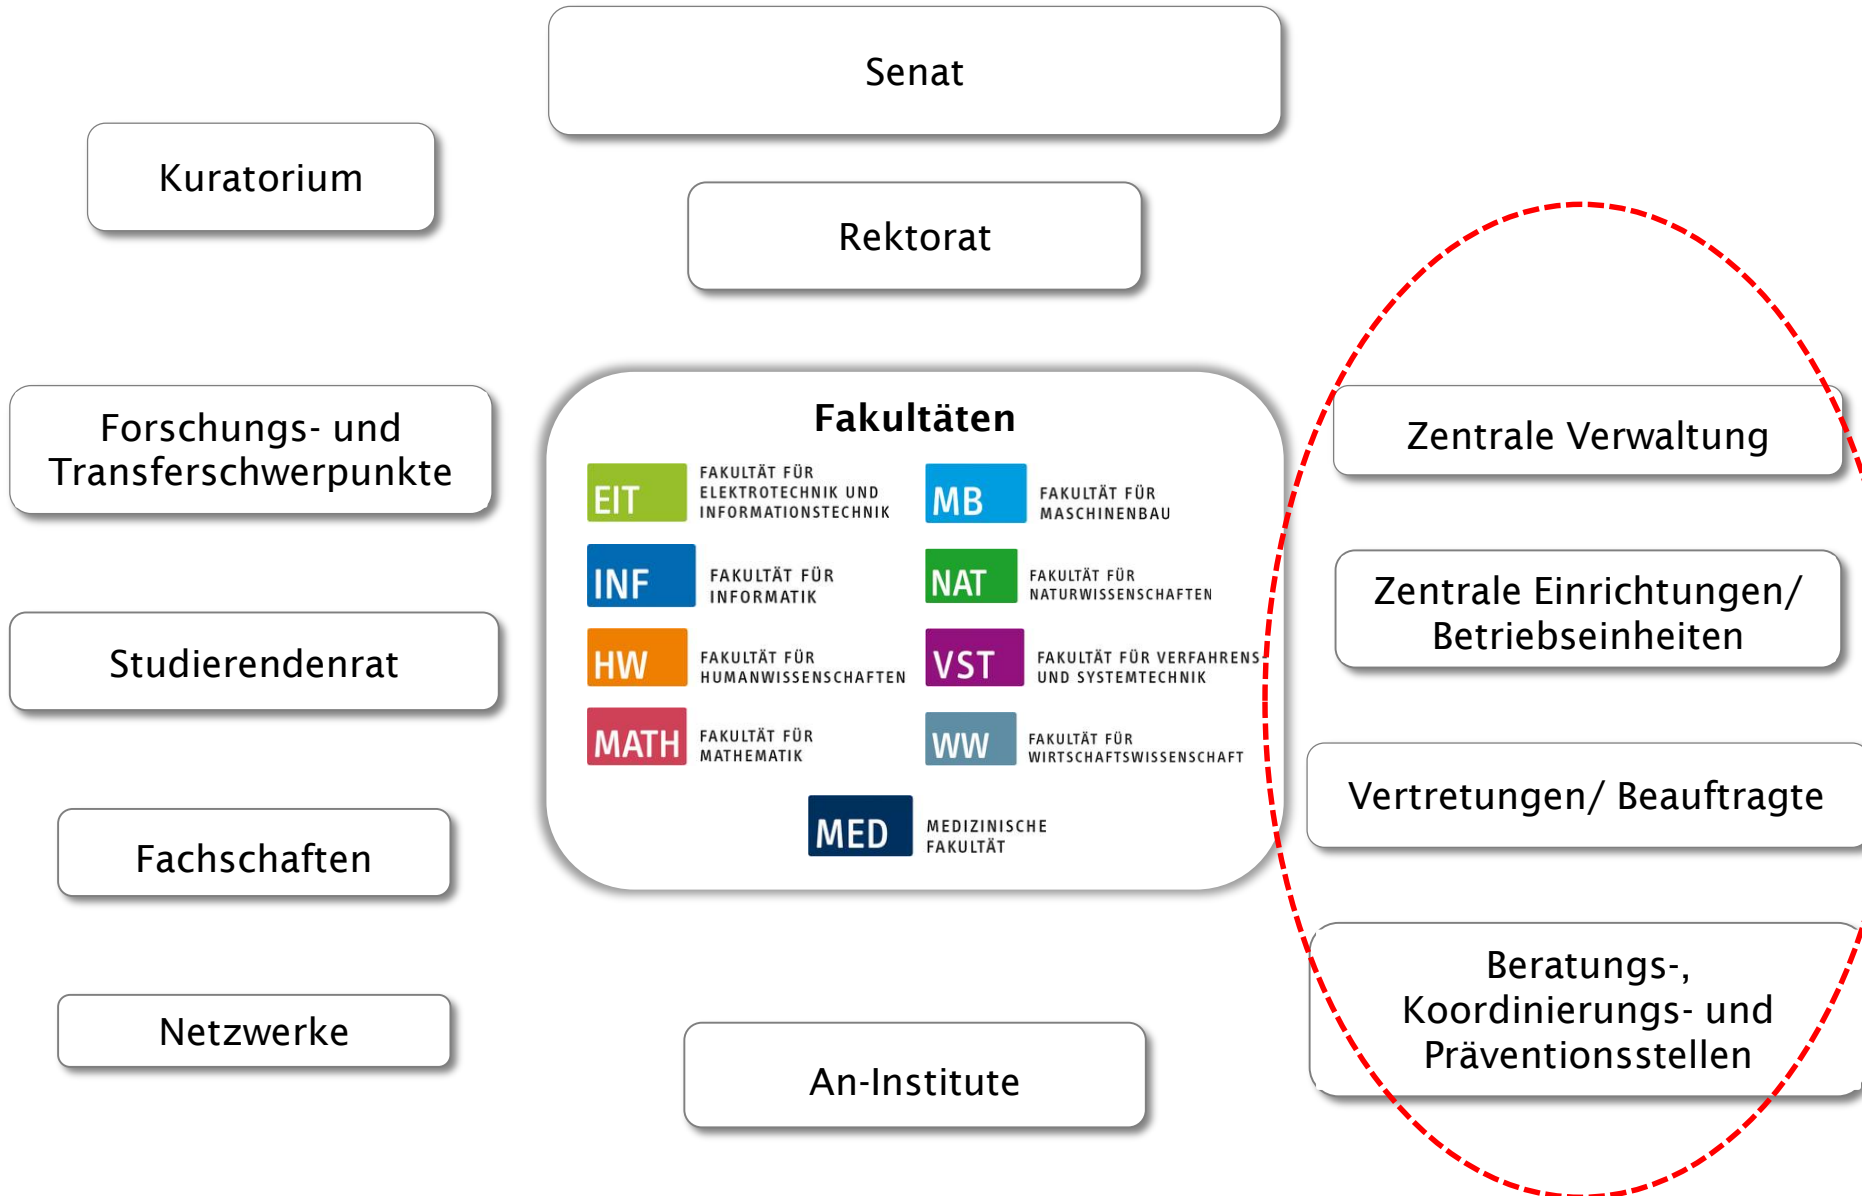 Senat
Kuratorium
Rektorat
Forschungs- und
Transferschwerpunkte
Studierendenrat
Fachschaften
Netzwerke
Fakultäten
EIT
FAKULTÄT FÜR
ELEKTROTECHNIK UND
INFORMATIONSTECHNIK
MB
FAKULTÄT FÜR
MASCHINENBAU
INF
FAKULTÄT FÜR
INFORMATIK
NAT
FAKULTÄT FÜR
NATURWISSENSCHAFTEN
HW
FAKULTÄT FÜR
HUMANWISSENSCHAFTEN
VST
FAKULTÄT FÜR VERFAHRENS-
UND SYSTEMTECHNIK
MATH
FAKULTÄT FÜR
MATHEMATIK
WW
FAKULTÄT FÜR
WIRTSCHAFTSWISSENSCHAFT
MED
MEDIZINISCHE
FAKULTÄT
An-Institute
Zentrale Verwaltung
Zentrale Einrichtungen/
Betriebseinheiten
Vertretungen/ Beauftragte
Beratungs-,
Koordinierungs- und
Präventionsstellen